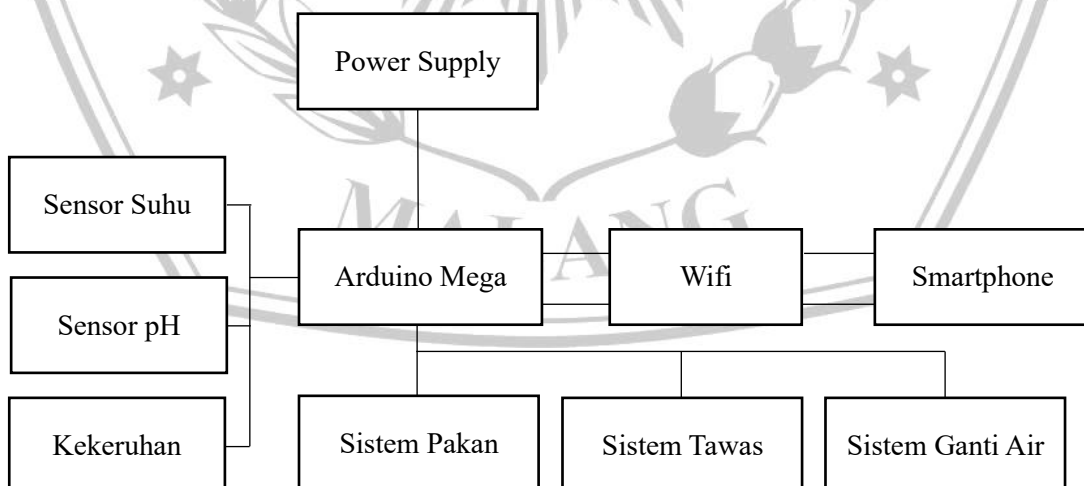 Power Supply
Sensor Suhu
MALANG
Arduino Mega
Wifi
Smartphone
Sensor pH
Kekeruhan
Sistem Pakan
Sistem Tawas
Sistem Ganti Air